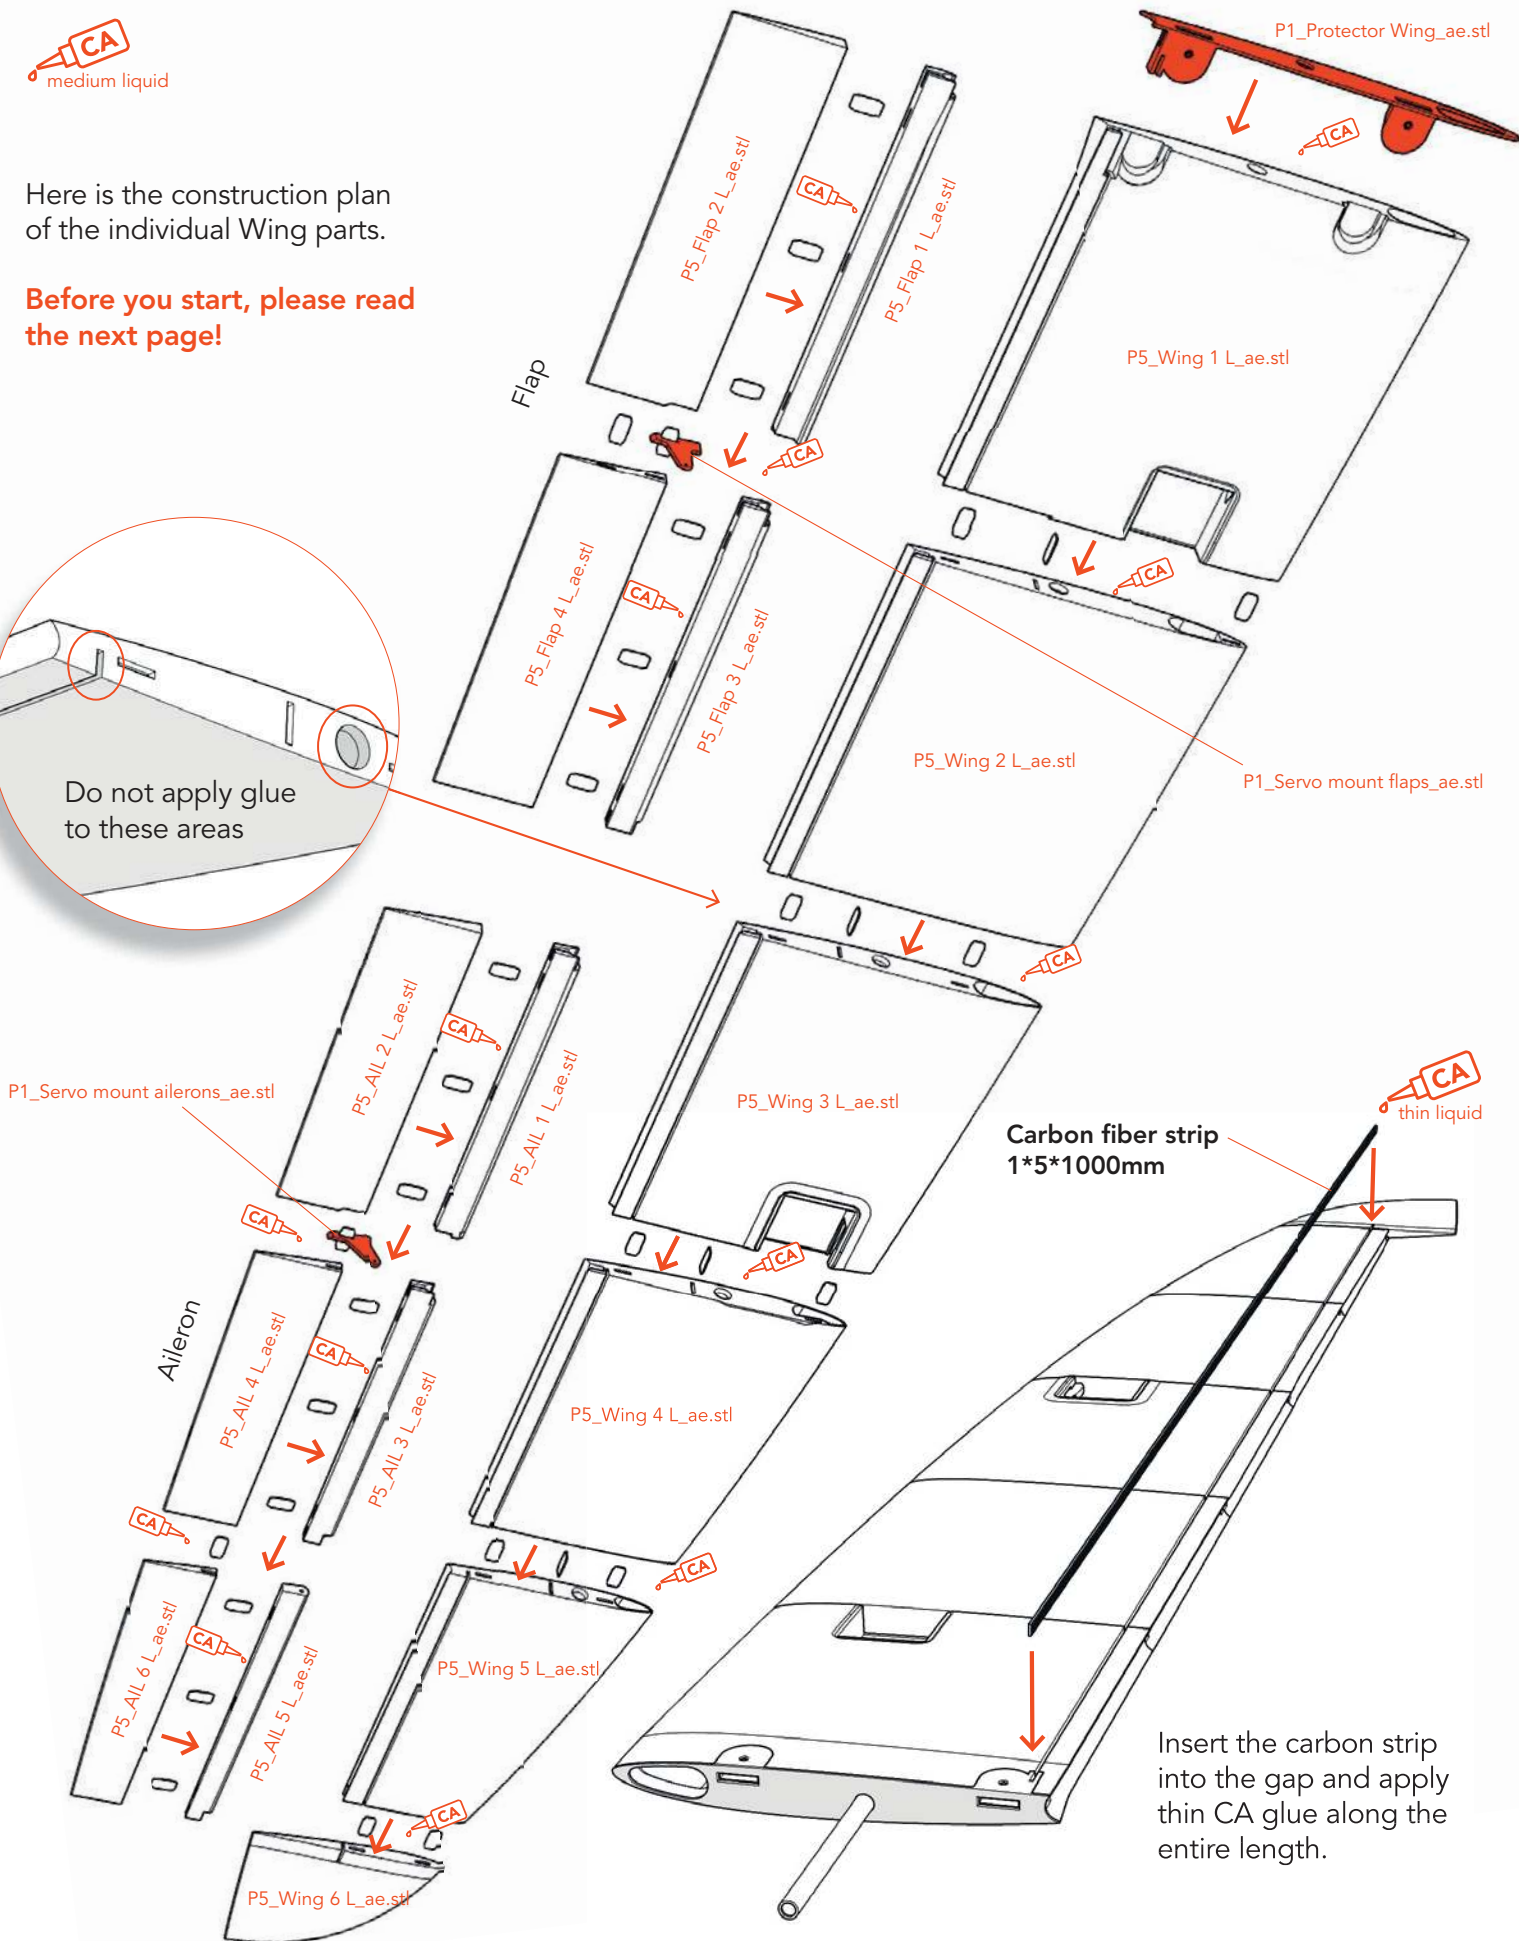 CA
medium liquid
Here is the construction plan
of the individual Wing parts.
Before you start, please read
the next page!
P1_Protector Wing_ae.stl
CA
P5_Flap 2 L_ae.stl
CA
P5_Flap 1 L_ae.stl
P5_Wing 1 L_ae.stl
Flap
CA
P5_Flap 4 L_ae.stl
CA
P5_Flap 3 L_ae.stl
CA
P5_Wing 2 L_ae.stl
P1_Servo mount flaps_ae.stl
Do not apply glue
to these areas
CA
P5_AIL 2 L_ae.stl
CA
P5_AIL 1 L_ae.stl
P5_Wing 3 L_ae.stl
P1_Servo mount ailerons_ae.stl
CA
CA
thin liquid
Carbon fiber strip
1*5*1000mm
CA
Aileron
P5_AIL 4 L_ae.stl
CA
P5_AIL 3 L_ae.stl
P5_Wing 4 L_ae.stl
CA
CA
P5_AIL 6 L_ae.stl
CA
P5_AIL 5 L_ae.stl
P5_Wing 5 L_ae.stl
CA
P5_Wing 6 L_ae.stl
Insert the carbon strip
into the gap and apply
thin CA glue along the
entire length.